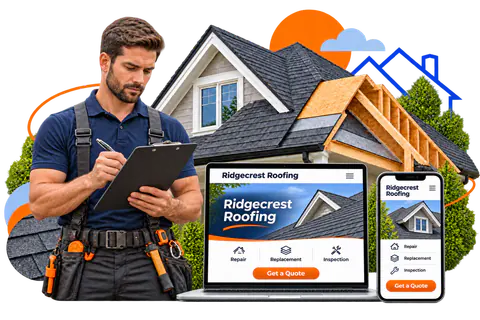 Ridgecrest Roofing
Ridgecrest
Roofing
Repair
Replacement
Inspection
Get a Quote
Ridgecrest
Roofing
Repair
Replacement
Inspection
Get a Quote